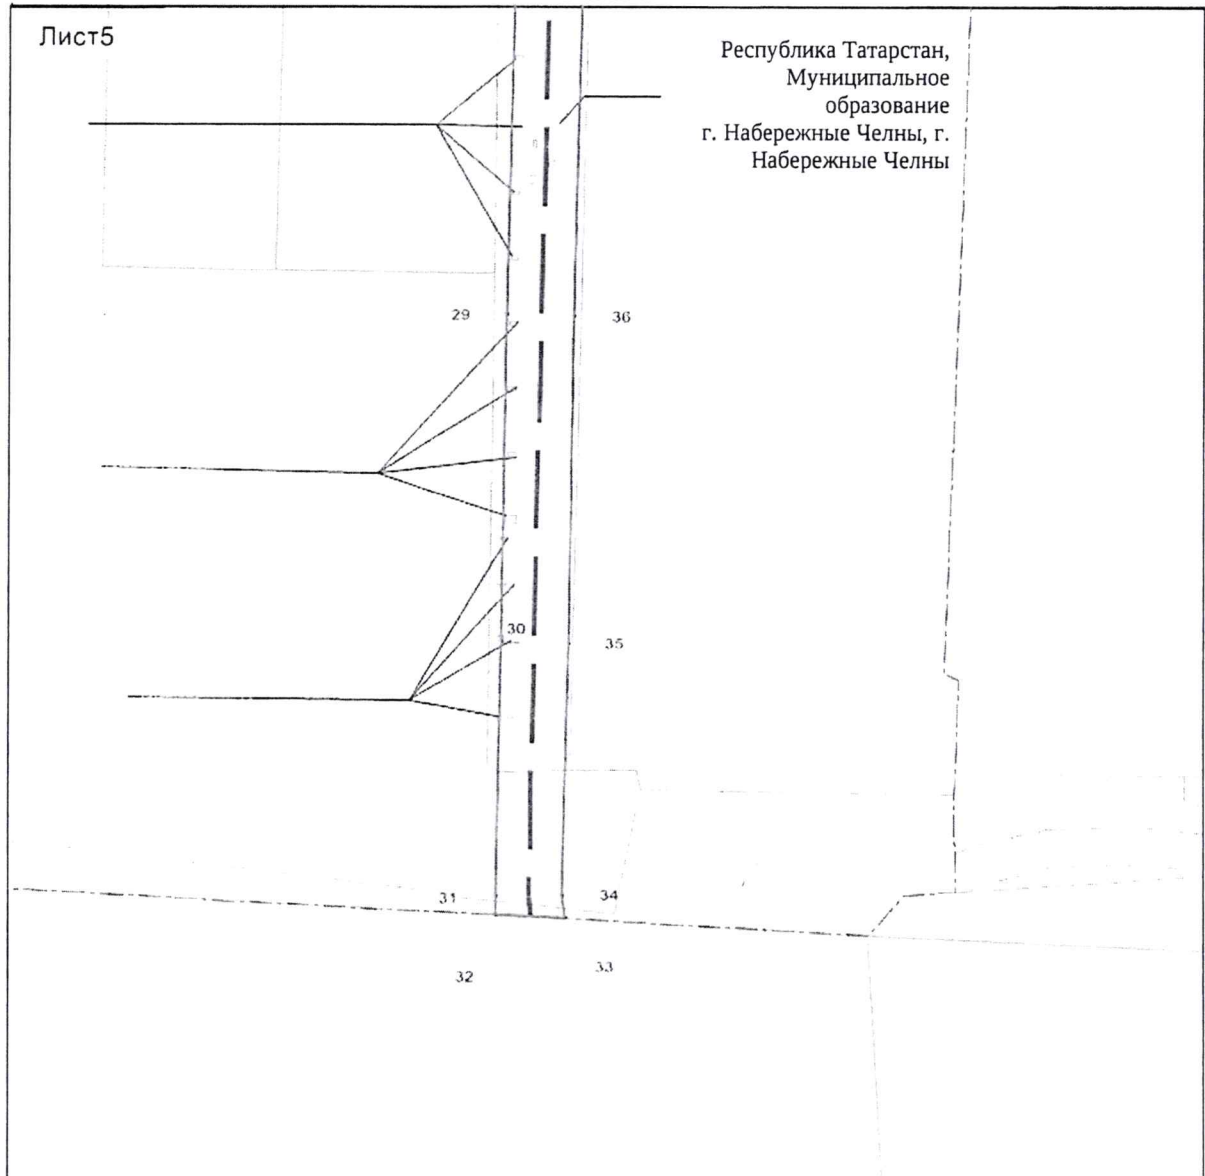 Лист5
Республика Татарстан,
Муниципальное
образование
г. Набережные Челны, г.
Набережные Челны
29
36
30
35
31
34
32
33